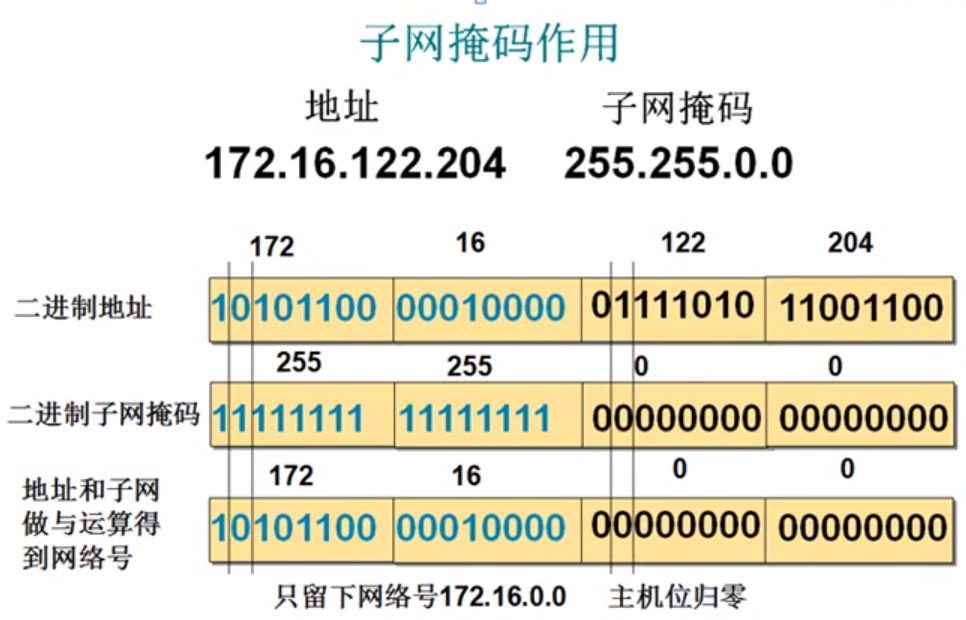 子网掩码作用
地址 子网掩码
172.16.122.204 255.255.0.0
172 16 122 204
二进制地址 10101100 00010000 01111010 11001100
255 255 0 0
二进制子网掩码 11111111 11111111 00000000 00000000
172 16 0 0
地址和子网
做与运算得
到网络号
10101100 00010000 00000000 00000000
只留下网络号172.16.0.0 主机位归零